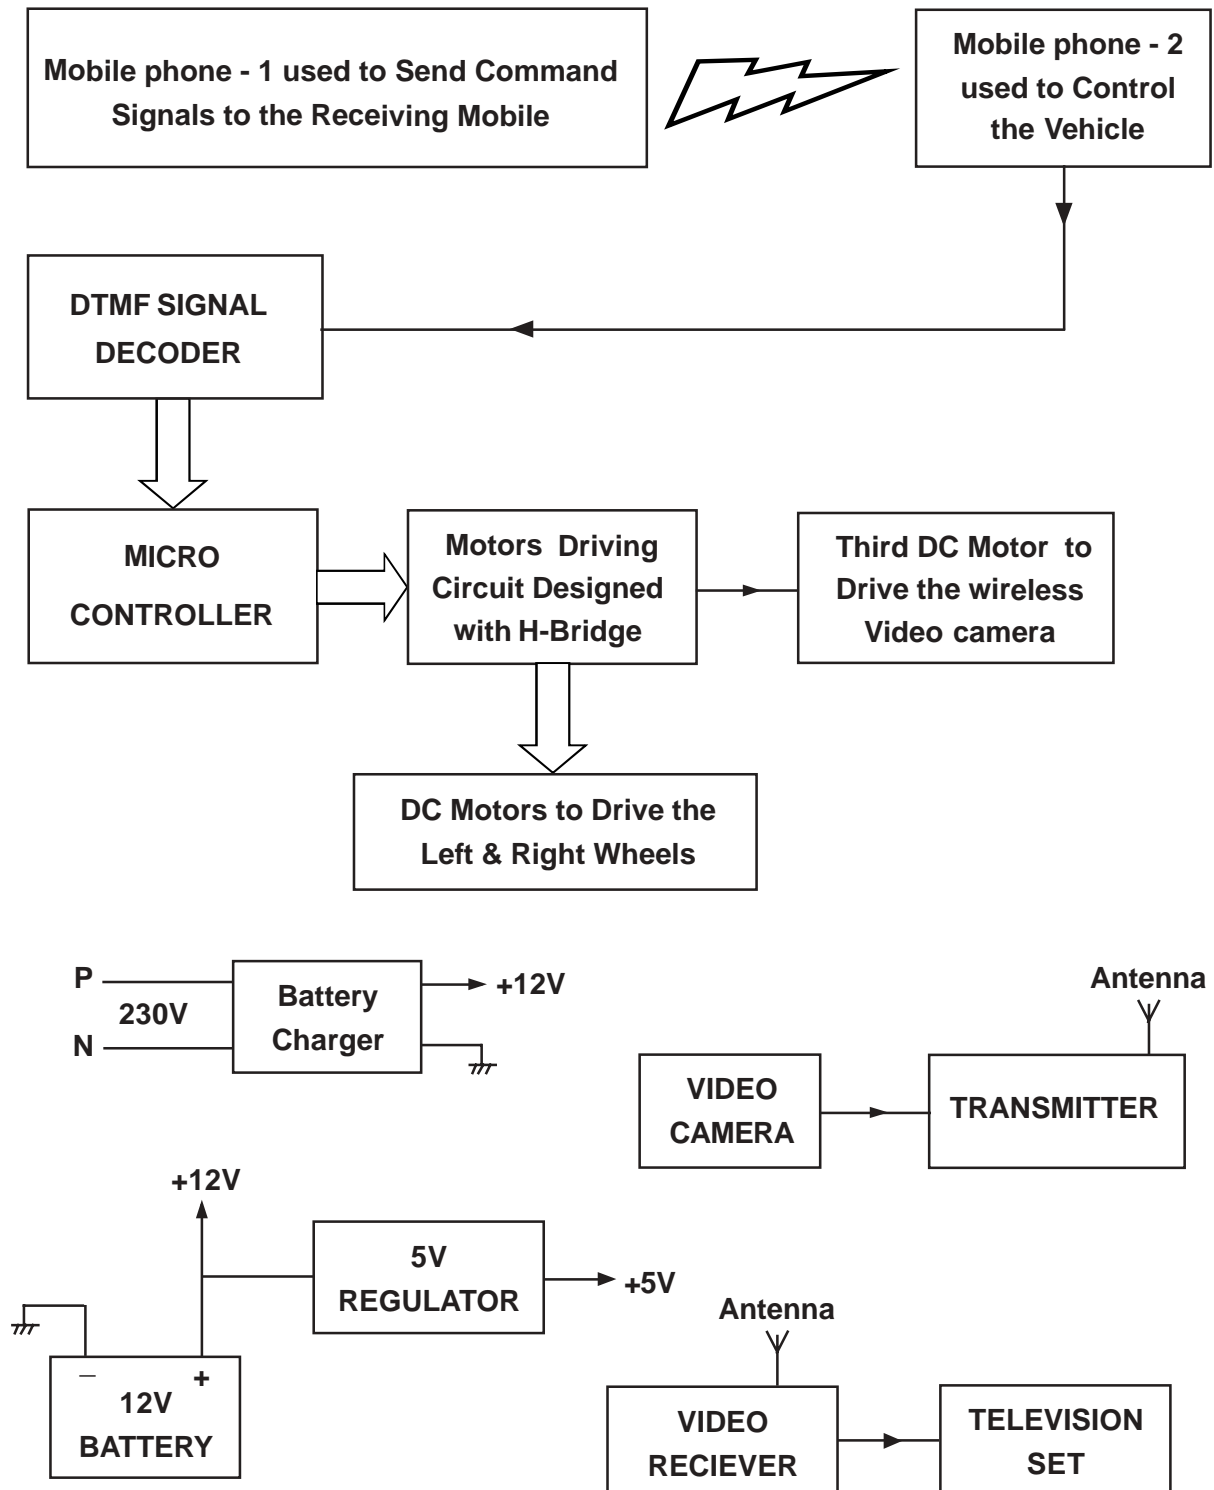 Mobile phone - 1 used to Send Command
Signals to the Receiving Mobile
Mobile phone - 2
used to Control
the Vehicle
DTMF SIGNAL
DECODER
MICRO
CONTROLLER
Motors Driving
Circuit Designed
with H-Bridge
Third DC Motor to
Drive the wireless
Video camera
DC Motors to Drive the
Left & Right Wheels
P
230V
N
Battery
Charger
+12V
Antenna
VIDEO
CAMERA
TRANSMITTER
+12V
5V
REGULATOR
+5V
– +
12V
BATTERY
Antenna
VIDEO
RECIEVER
TELEVISION
SET